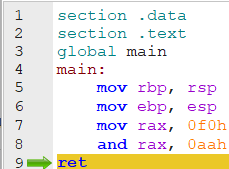 1 section .data
2 section .text
3 global main
4 main:
5 mov rbp, rsp
6 mov ebp, esp
7 mov rax, 0f0h
8 and rax, 0aah
9 ret